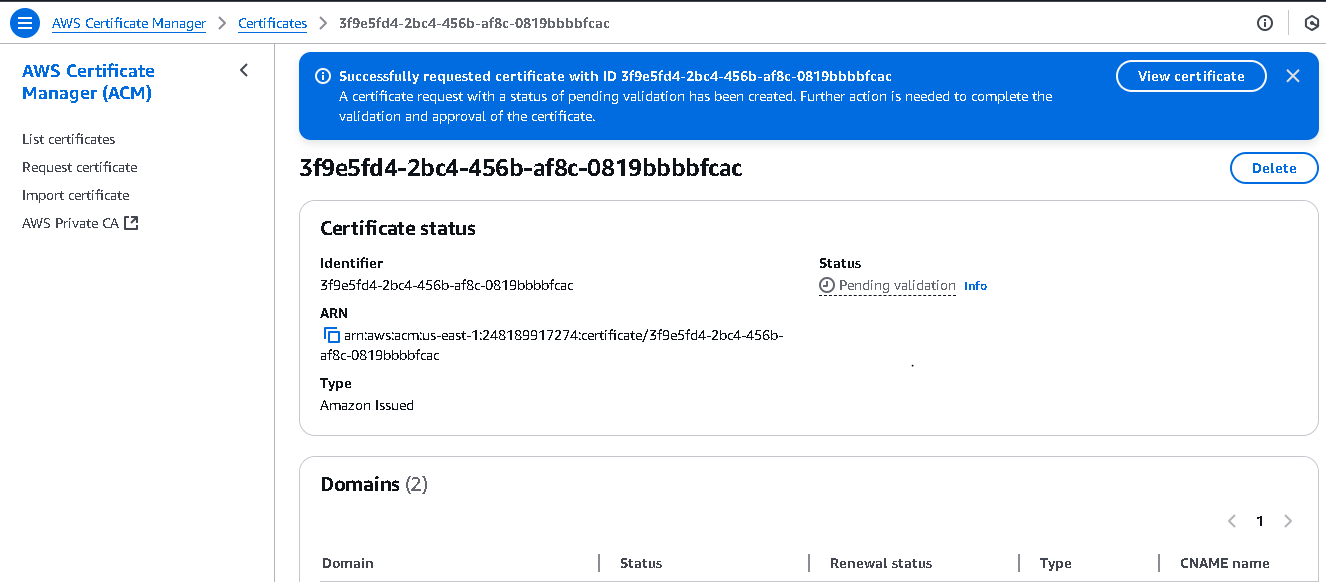 AWS Certificate Manager > Certificates > 3f9e5fd4-2bc4-456b-af8c-0819bbbbfcac
AWS Certificate
Manager (ACM)
List certificates
Request certificate
Import certificate
AWS Private CA
Successfully requested certificate with ID 3f9e5fd4-2bc4-456b-af8c-0819bbbbfcac
A certificate request with a status of pending validation has been created. Further action is needed to complete the
validation and approval of the certificate.
View certificate
3f9e5fd4-2bc4-456b-af8c-0819bbbbfcac
Delete
Certificate status
Identifier
3f9e5fd4-2bc4-456b-af8c-0819bbbbfcac
ARN
arn:aws:acm:us-east-1:248189917274:certificate/3f9e5fd4-2bc4-456b-
af8c-0819bbbbfcac
Type
Amazon Issued
Status
Pending validation Info
Domains (2)
1
Domain Status Renewal status Type CNAME name